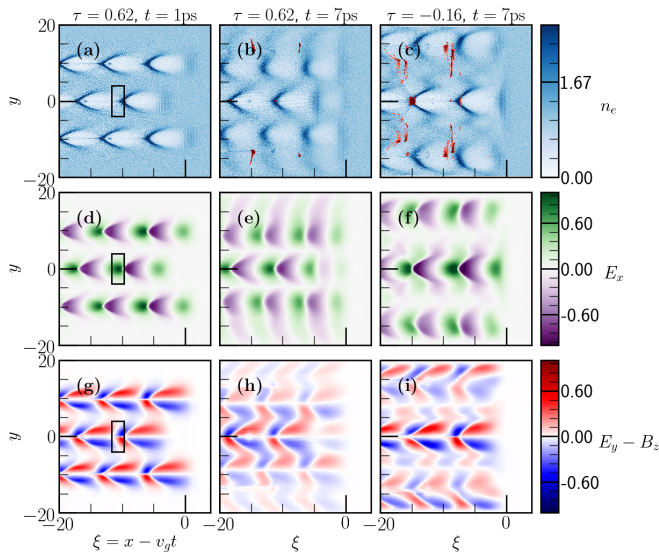 τ = 0.62, t = 1ps
τ = 0.62, t = 7ps
τ = −0.16, t = 7ps
20
(a)
(b)
(c)
y
0
1.67
n_e
0.00
−20
20
(d)
(e)
(f)
0.60
y
0
0.00
E_x
-0.60
−20
20
(g)
(h)
(i)
0.60
y
0
0.00
E_y − B_z
-0.60
−20
−20
0
−20
0
−20
0
ξ = x − v_g t
ξ
ξ